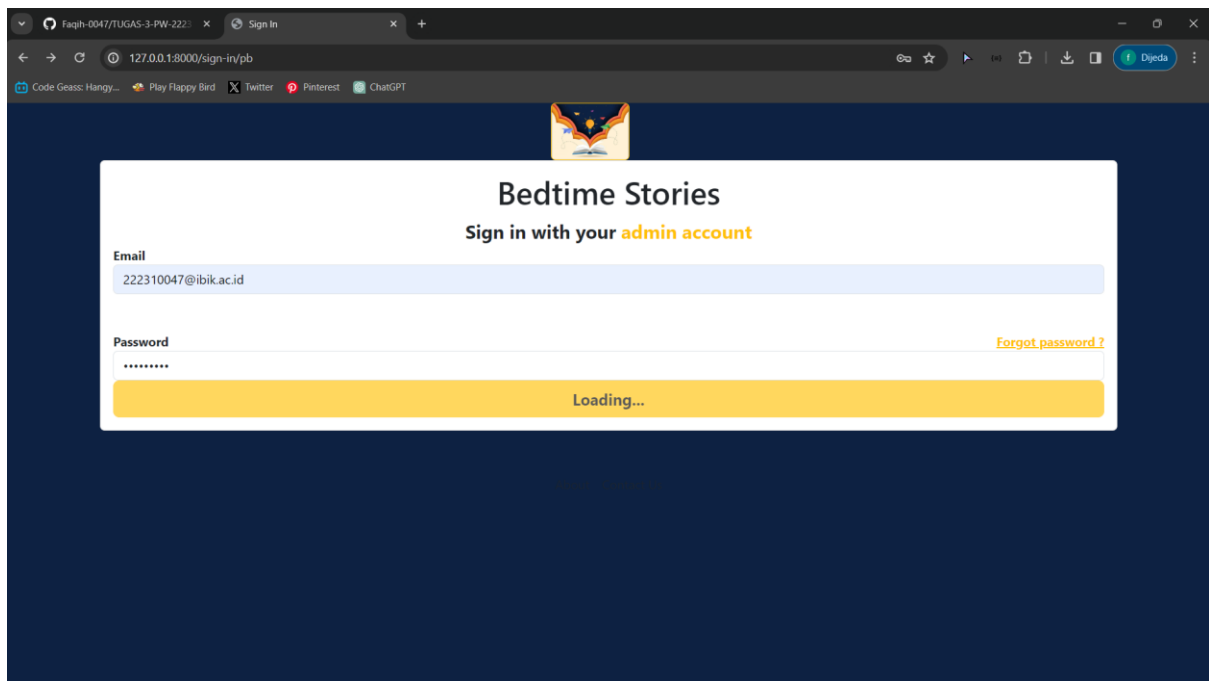 Faqih-0047/TUGAS-3-PW-2223
Sign In
127.0.0.1:8000/sign-in/pb
f Dijeda
Code Geass: Hangy...
Play Flappy Bird
Twitter
Pinterest
ChatGPT
Bedtime Stories
Sign in with your admin account
Email
222310047@ibik.ac.id
Password
Forgot password ?
•••••••••
Loading...